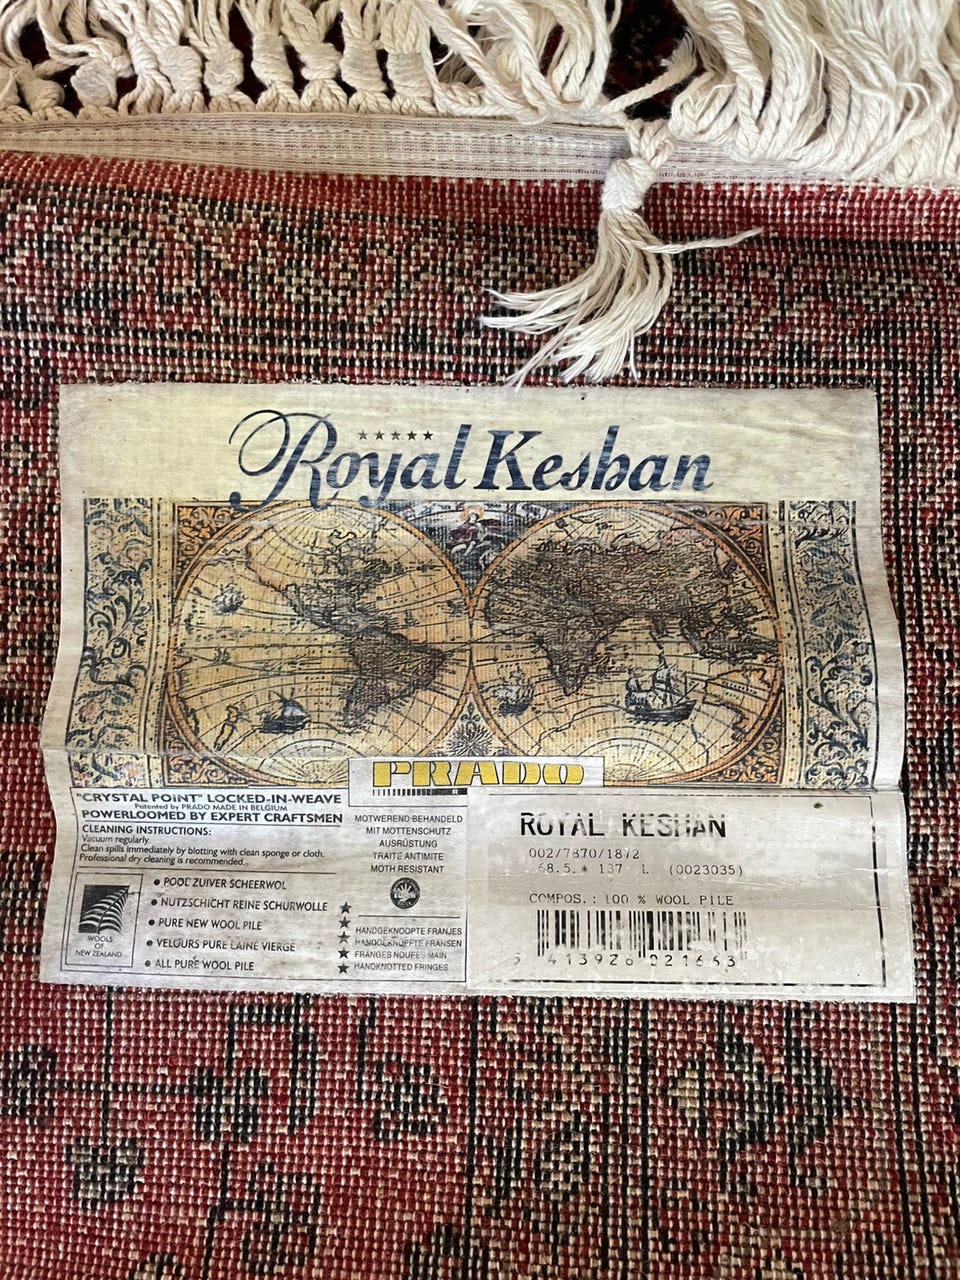 Royal Keshan
PRADO
R
"CRYSTAL POINT" LOCKED-IN-WEAVE
Patented by PRADO MADE IN BELGIUM
POWERLOOMED BY EXPERT CRAFTSMEN
CLEANING INSTRUCTIONS:
Vacuum regularly.
Clean spills immediately by blotting with clean sponge or cloth.
Professional dry cleaning is recommended.
WOOLS
OF
NEW ZEALAND
• POOL ZUIVER SCHEERWOL
• NUTZSCHICHT REINE SCHURWOLLE
• PURE NEW WOOL PILE
• VELOURS PURE LAINE VIERGE
• ALL PURE WOOL PILE
MOTWEREND BEHANDELD
MIT MOTTENSCHUTZ
AUSRÜSTUNG
TRAITE ANTIMITE
MOTH RESISTANT
HANDGEKNOOPTE FRANJES
HANDGEKNÜPFTE FRANSEN
FRANGES NOUEES MAIN
HANDKNOTTED FRINGES
ROYAL KESHAN
002/7870/1872
68.5.* 137 L (0023035)
COMPOS.: 100 % WOOL PILE
5 413926 021663